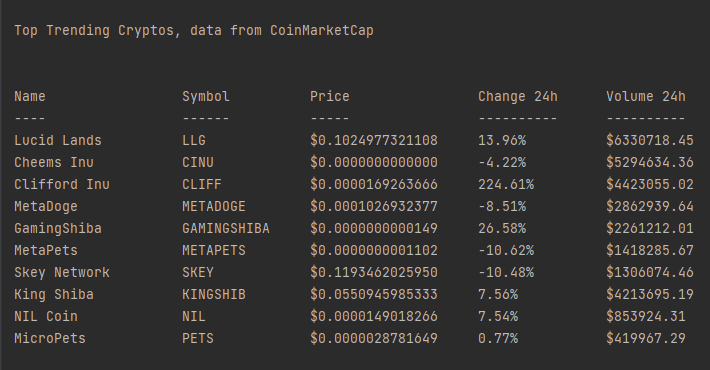 Top Trending Cryptos, data from CoinMarketCap
Name Symbol Price Change 24h Volume 24h
---- ------ ----- ---------- ----------
Lucid Lands LLG $0.1024977321108 13.96% $6330718.45
Cheems Inu CINU $0.0000000000000 -4.22% $5294634.36
Clifford Inu CLIFF $0.0000169263666 224.61% $4423055.02
MetaDoge METADOGE $0.0001026932377 -8.51% $2862939.64
GamingShiba GAMINGSHIBA $0.0000000000149 26.58% $2261212.01
MetaPets METAPETS $0.0000000001102 -10.62% $1418285.67
Skey Network SKEY $0.1193462025950 -10.48% $1306074.46
King Shiba KINGSHIB $0.0550945985333 7.56% $4213695.19
NIL Coin NIL $0.0000149018266 7.54% $853924.31
MicroPets PETS $0.0000028781649 0.77% $419967.29